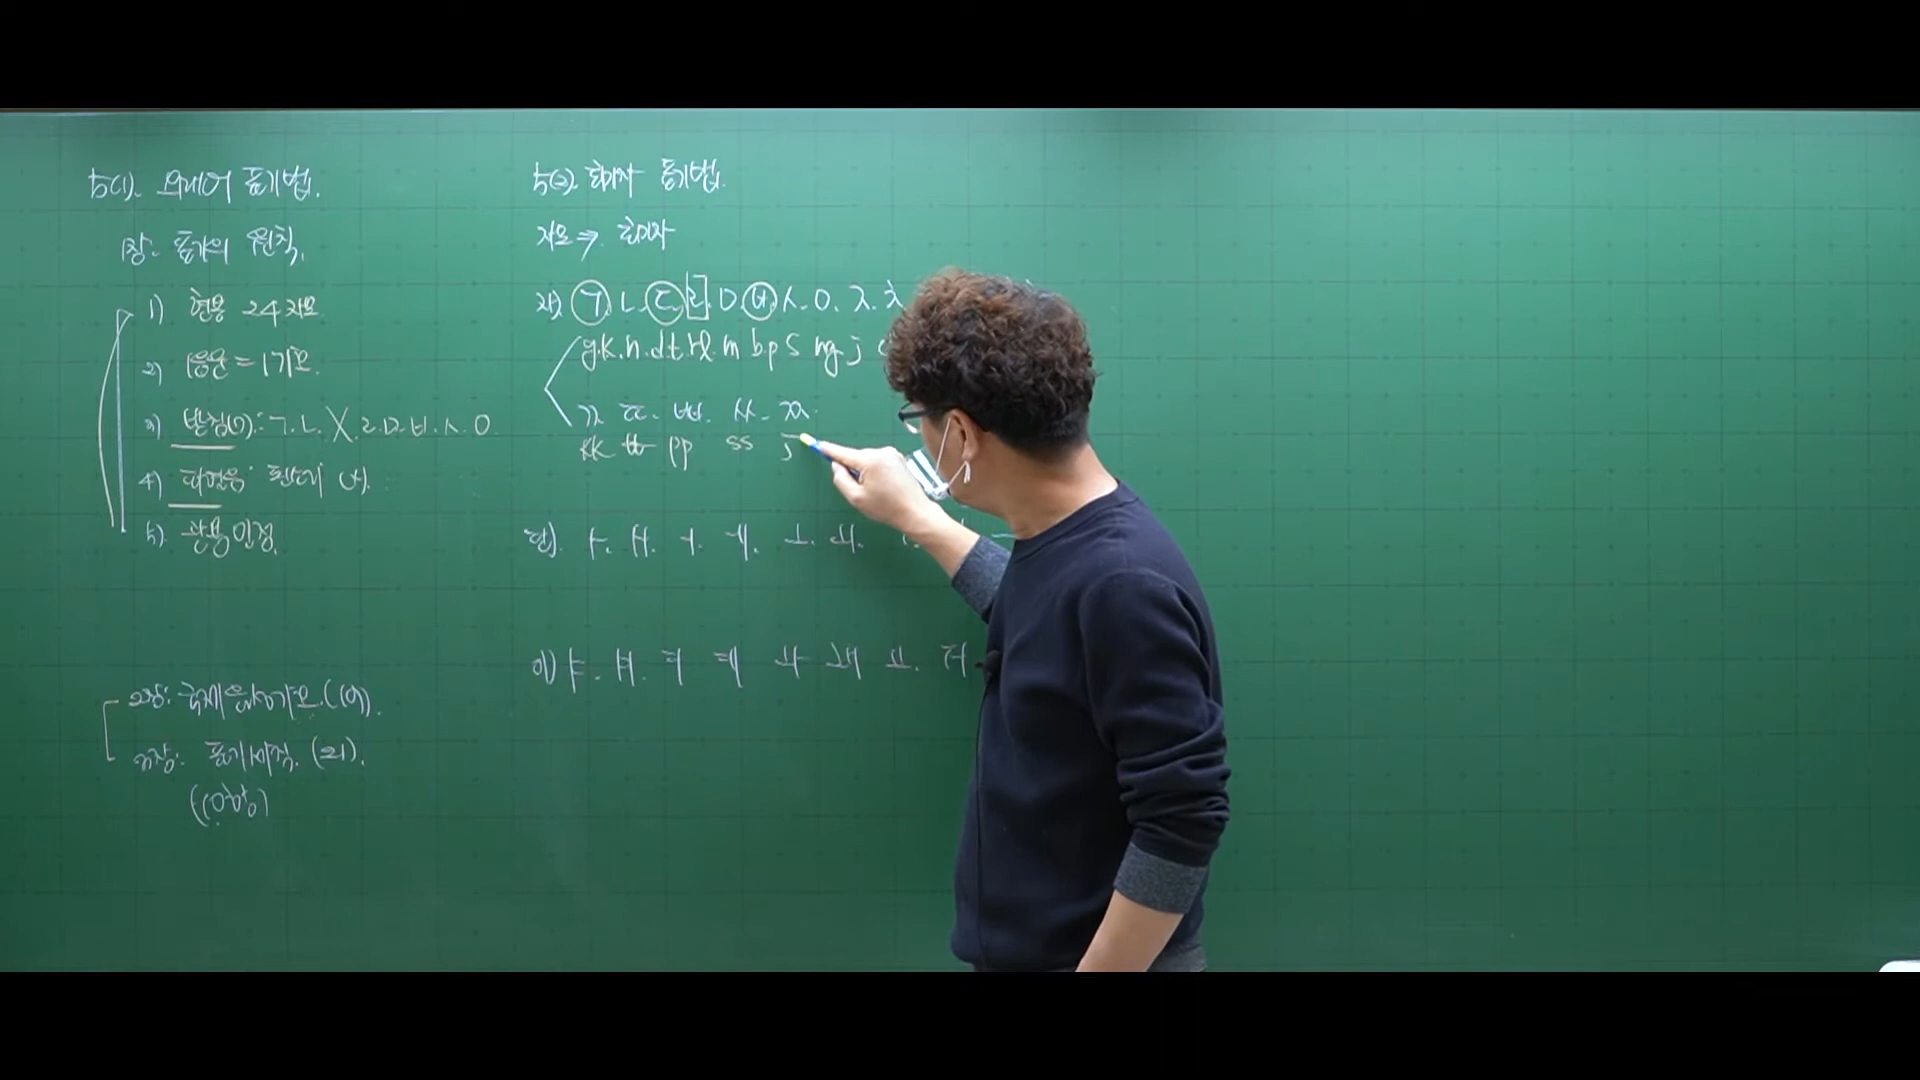 5(1). 외래어 표기법.
1장: 표기의 원칙.
1) 현용 24자모
2) 1음운 = 1기호.
3) 받침(7): ㄱ. ㄴ. X. ㄹ. ㅁ. ㅂ. ㅅ. ㅇ
4) 파열음 된소리 (X).
5) 관용 인정.
2장: 국제음성기호.
3장: 표기세칙.
5(2). 로마자 표기법.
자모 ⇒ 로마자
자) ㄱ ㄴ. ㄷ ㄹ. ㅁ ㅂ ㅅ. ㅇ. ㅈ. ㅊ
g.k. n. d.t. r.l. m b.p s ng j
ㄲ ㄸ. ㅃ. ㅆ. ㅉ.
kk tt pp ss j
단). ㅏ. ㅐ. ㅓ. ㅔ. ㅗ. ㅚ.
이) ㅑ. ㅒ. ㅕ ㅖ ㅘ ㅙ ㅛ. ㅝ